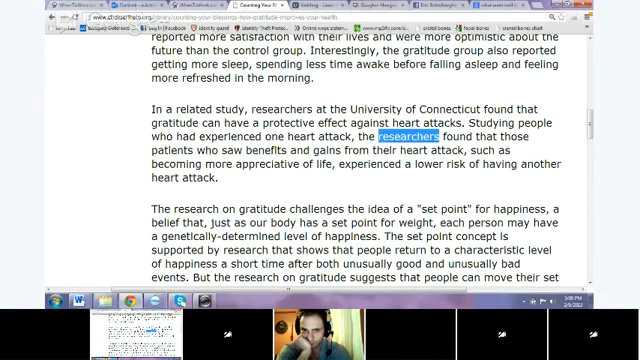 reported more satisfaction with their lives and were more optimistic about the
future than the control group. Interestingly, the gratitude group also reported
getting more sleep, spending less time awake before falling asleep and feeling
more refreshed in the morning.
In a related study, researchers at the University of Connecticut found that
gratitude can have a protective effect against heart attacks. Studying people
who had experienced one heart attack, the researchers found that those
patients who saw benefits and gains from their heart attack, such as
becoming more appreciative of life, experienced a lower risk of having another
heart attack.
The research on gratitude challenges the idea of a "set point" for happiness, a
belief that, just as our body has a set point for weight, each person may have
a genetically-determined level of happiness. The set point concept is
supported by research that shows that people return to a characteristic level
of happiness a short time after both unusually good and unusually bad
events. But the research on gratitude suggests that people can move their set